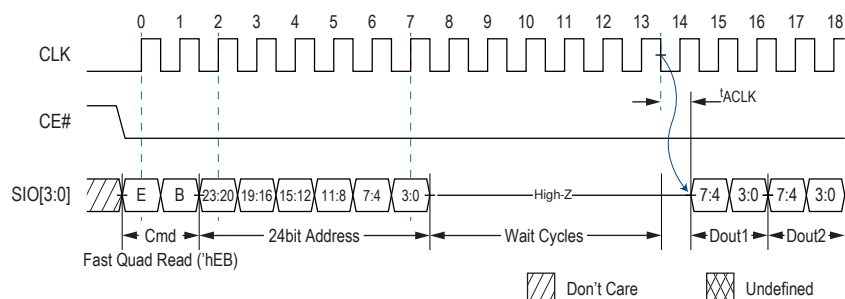 0 1 2 3 4 5 6 7 8 9 10 11 12 13 14 15 16 17 18
CLK
tACLK
CE#
SIO[3:0] E B 23:20 19:16 15:12 11:8 7:4 3:0 High-Z 7:4 3:0 7:4 3:0
Cmd 24bit Address Wait Cycles Dout1 Dout2
Fast Quad Read ('hEB)
Don't Care Undefined